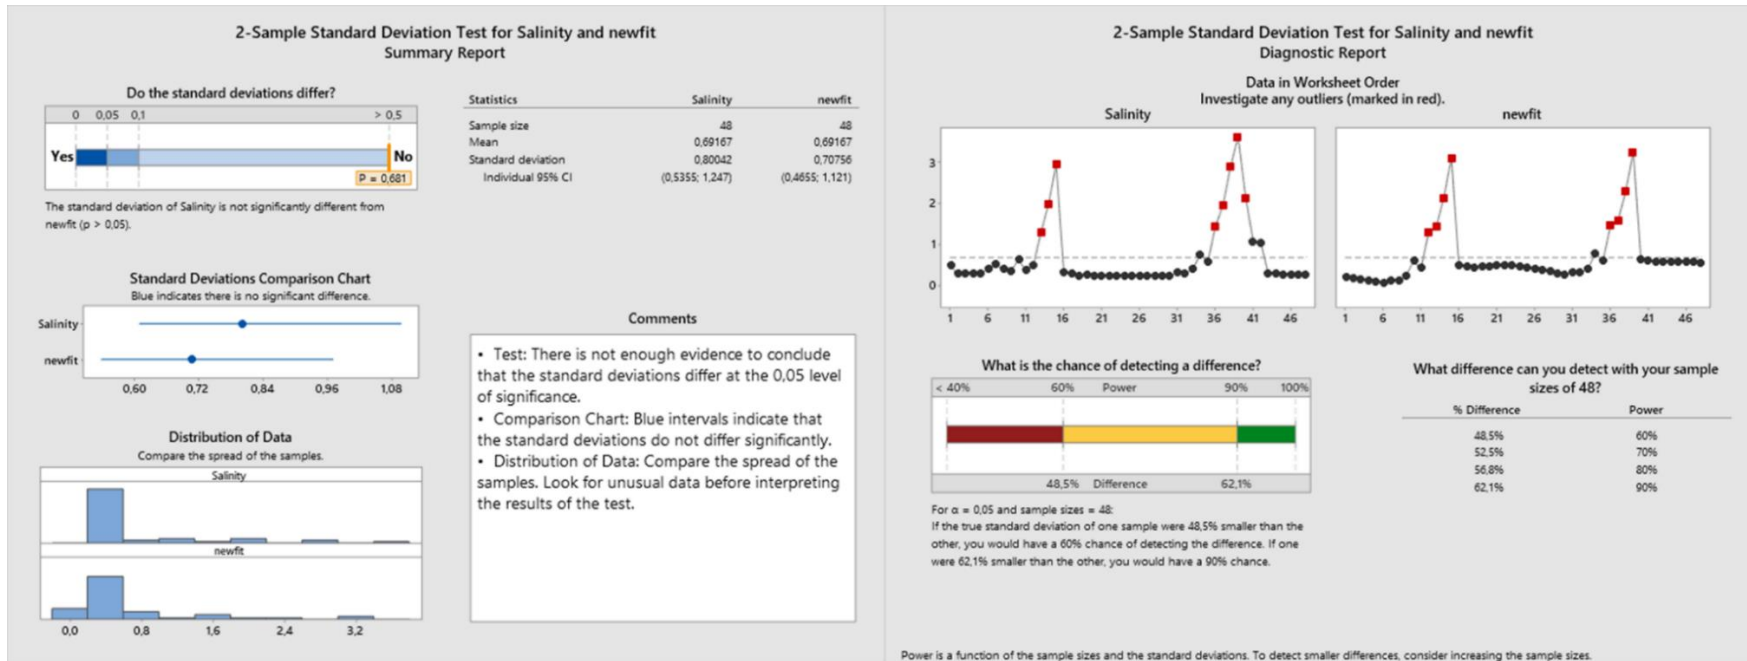 2-Sample Standard Deviation Test for Salinity and newfit
Summary Report
Do the standard deviations differ?
0 0,05 0,1 > 0,5
Yes No
P = 0,681
The standard deviation of Salinity is not significantly different from
newfit (p > 0,05).
Statistics Salinity newfit
Sample size 48 48
Mean 0,69167 0,69167
Standard deviation 0,80042 0,70756
Individual 95% CI (0,5355; 1,247) (0,4655; 1,121)
Standard Deviations Comparison Chart
Blue indicates there is no significant difference.
Salinity
newfit
0,60 0,72 0,84 0,96 1,08
Distribution of Data
Compare the spread of the samples.
Salinity
newfit
0,0 0,8 1,6 2,4 3,2
Comments
• Test: There is not enough evidence to conclude
that the standard deviations differ at the 0,05 level
of significance.
• Comparison Chart: Blue intervals indicate that
the standard deviations do not differ significantly.
• Distribution of Data: Compare the spread of the
samples. Look for unusual data before interpreting
the results of the test.
2-Sample Standard Deviation Test for Salinity and newfit
Diagnostic Report
Data in Worksheet Order
Investigate any outliers (marked in red).
Salinity newfit
3
2
1
0
1 6 11 16 21 26 31 36 41 46 1 6 11 16 21 26 31 36 41 46
What is the chance of detecting a difference?
< 40% 60% Power 90% 100%
48,5% Difference 62,1%
For α = 0,05 and sample sizes = 48:
If the true standard deviation of one sample were 48,5% smaller than the
other, you would have a 60% chance of detecting the difference. If one
were 62,1% smaller than the other, you would have a 90% chance.
What difference can you detect with your sample
sizes of 48?
% Difference Power
48,5% 60%
52,5% 70%
56,8% 80%
62,1% 90%
Power is a function of the sample sizes and the standard deviations. To detect smaller differences, consider increasing the sample sizes.